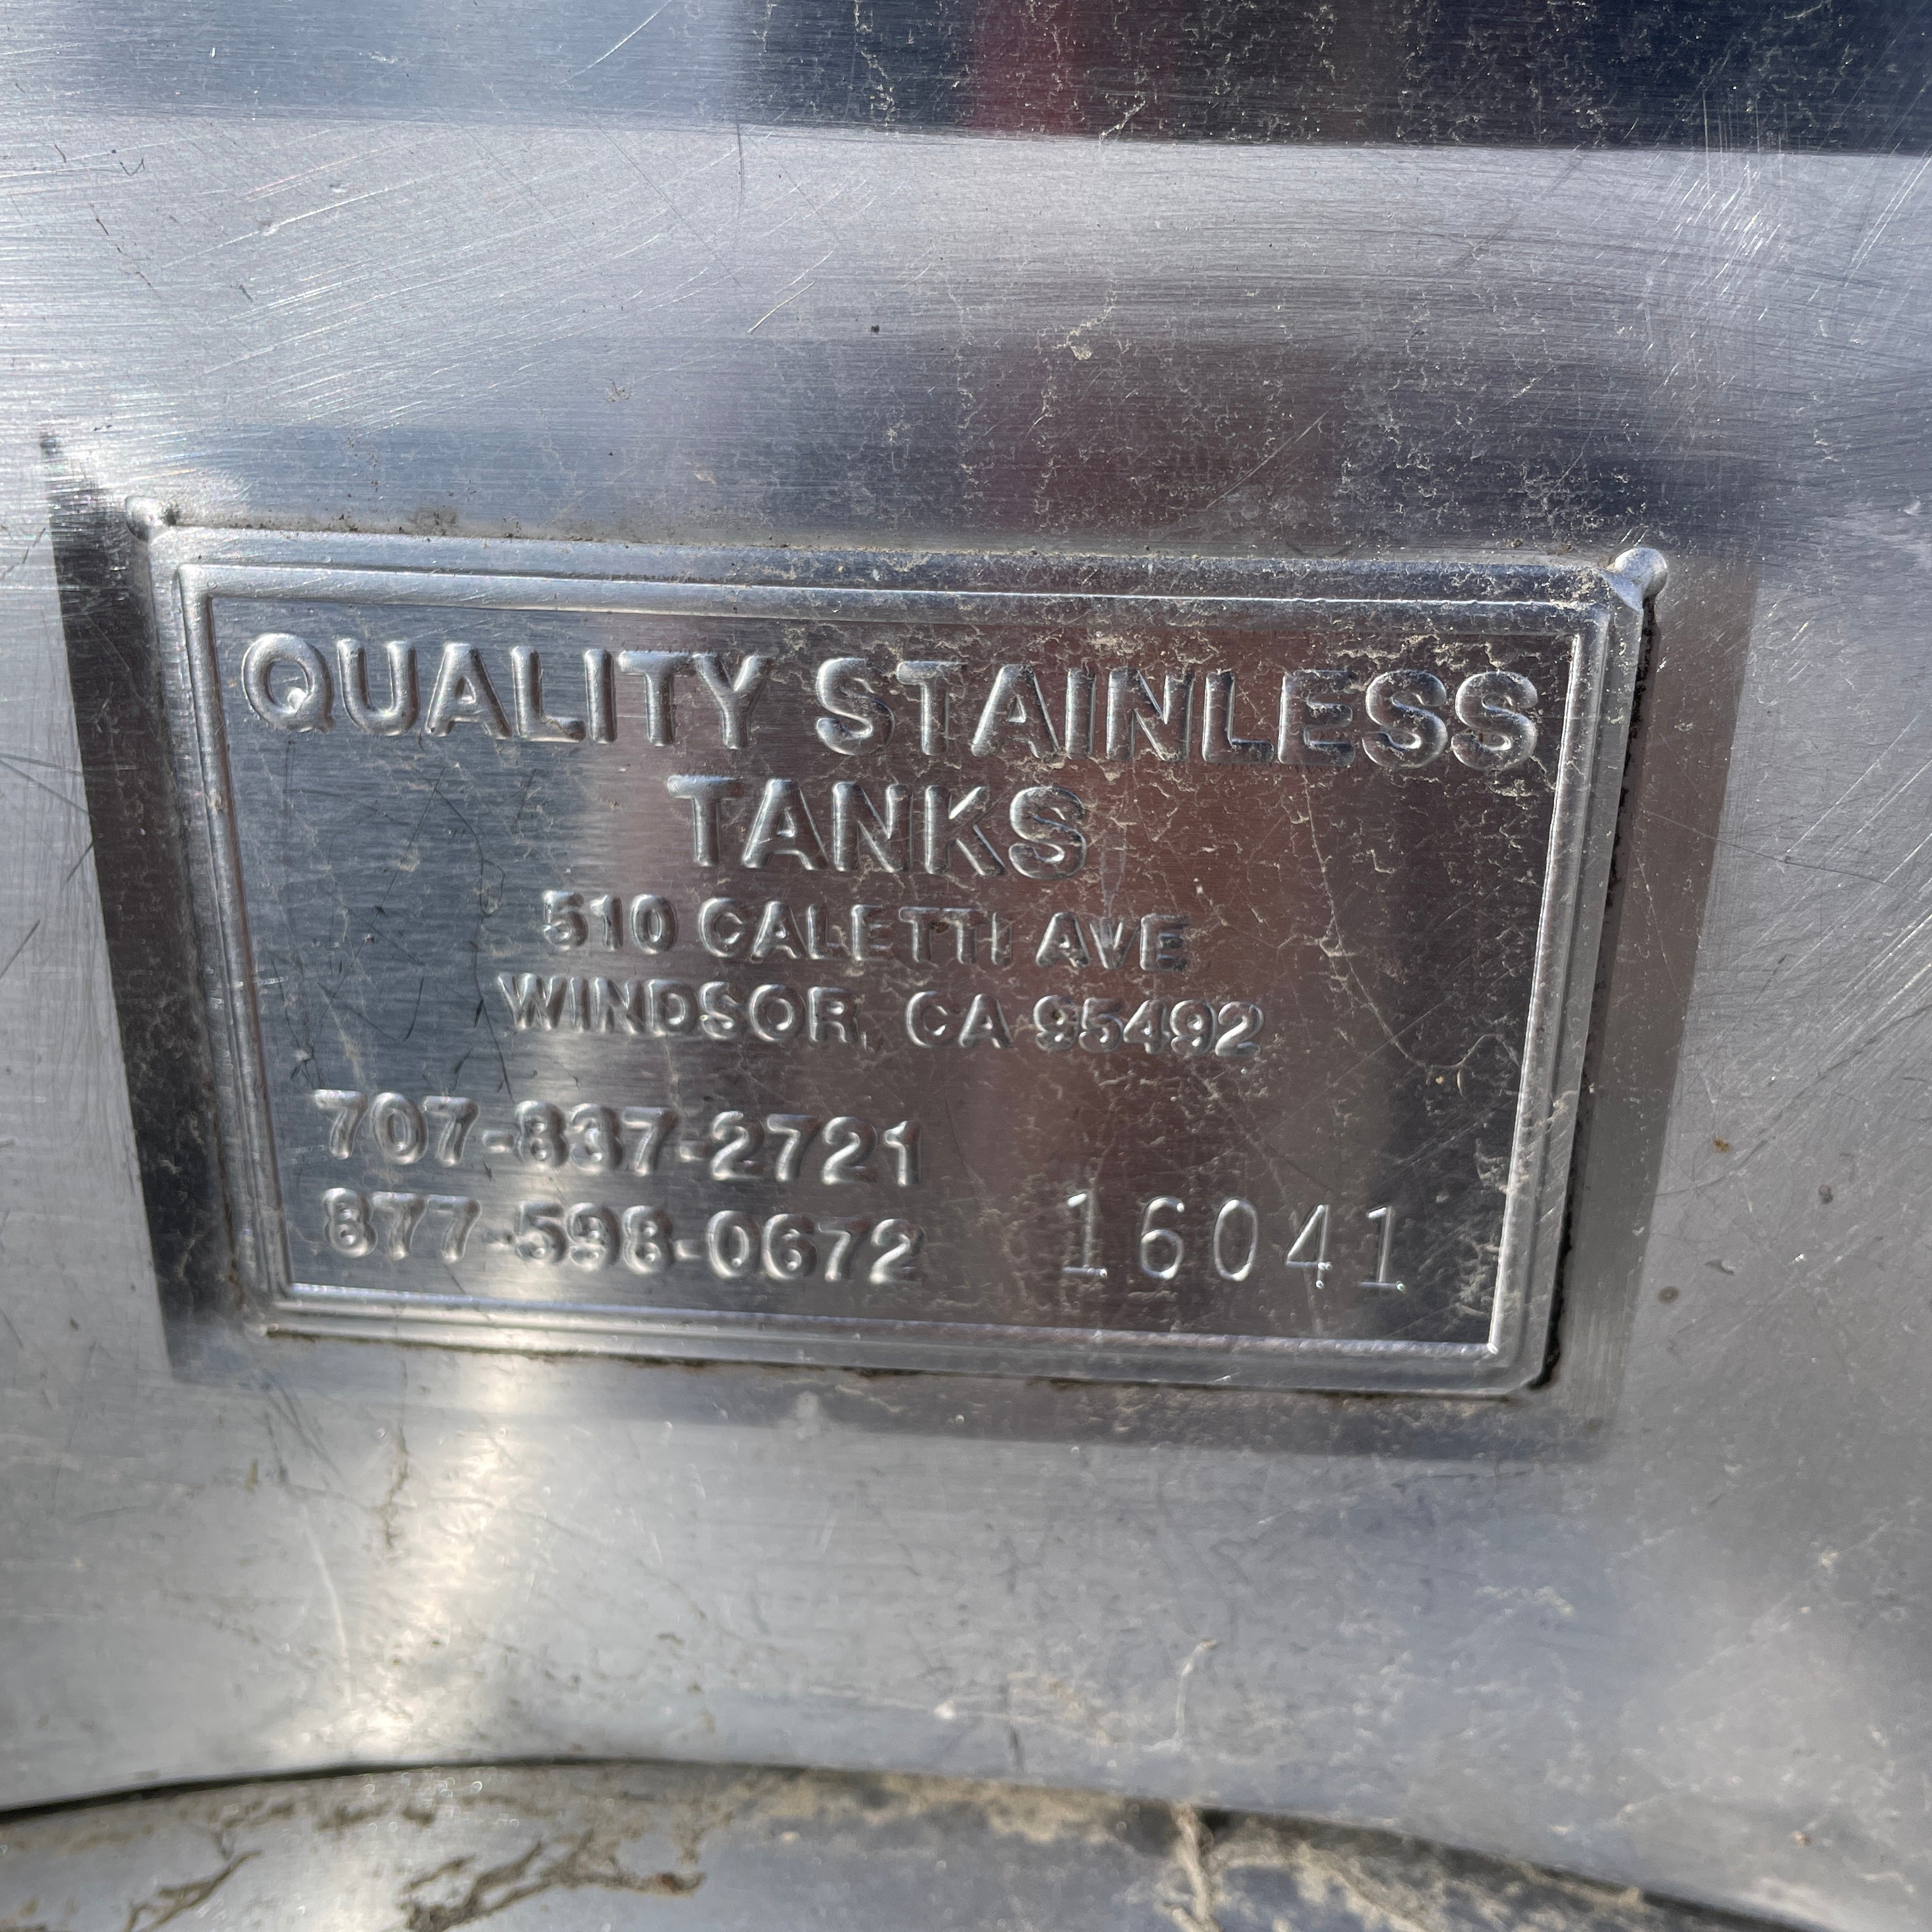 QUALITY STAINLESS
TANKS
510 CALETTI AVE
WINDSOR, CA 95492
707-837-2721
877-598-0672 16041